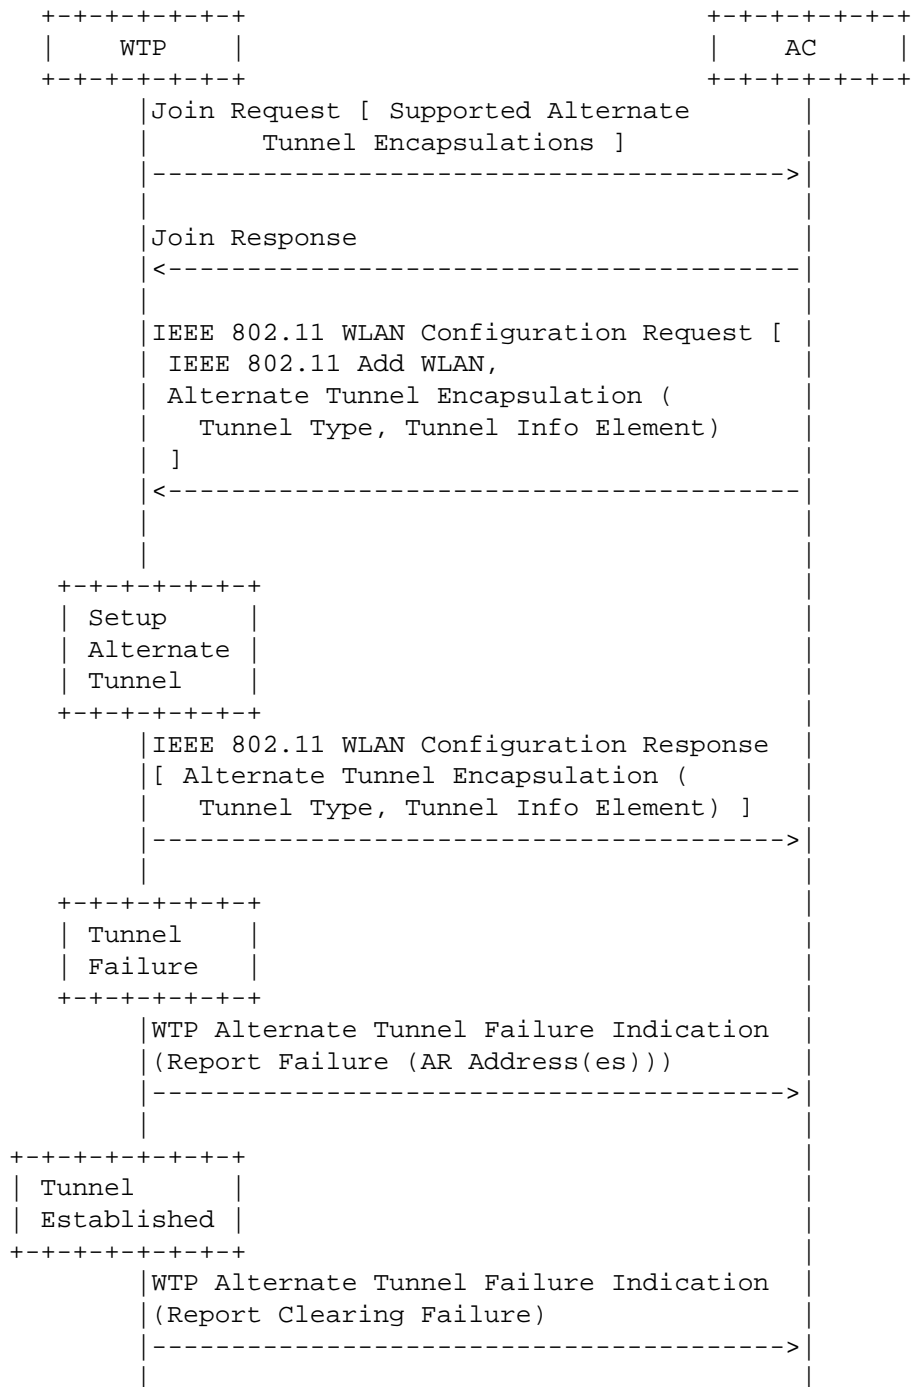 WTP AC
Join Request [ Supported Alternate
Tunnel Encapsulations ]
Join Response
IEEE 802.11 WLAN Configuration Request [
IEEE 802.11 Add WLAN,
Alternate Tunnel Encapsulation (
Tunnel Type, Tunnel Info Element)
]
Setup
Alternate
Tunnel
IEEE 802.11 WLAN Configuration Response
[ Alternate Tunnel Encapsulation (
Tunnel Type, Tunnel Info Element) ]
Tunnel
Failure
WTP Alternate Tunnel Failure Indication
(Report Failure (AR Address(es)))
Tunnel
Established
WTP Alternate Tunnel Failure Indication
(Report Clearing Failure)